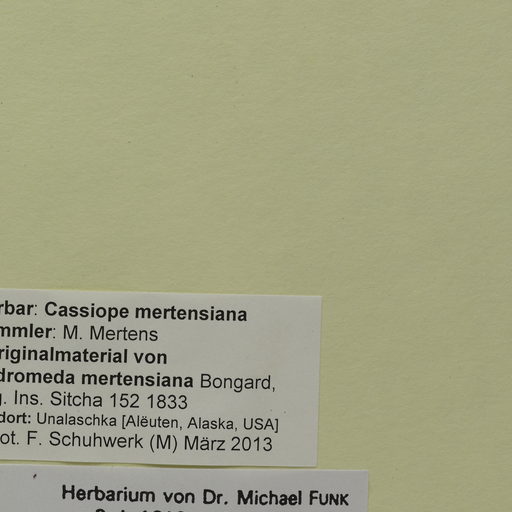 rbar: Cassiope mertensiana
mmler: M. Mertens
riginalmaterial von
dromeda mertensiana Bongard,
. Ins. Sitcha 152 1833
dort: Unalaschka [Alëuten, Alaska, USA]
ot. F. Schuhwerk (M) März 2013
Herbarium von Dr. Michael FUNK